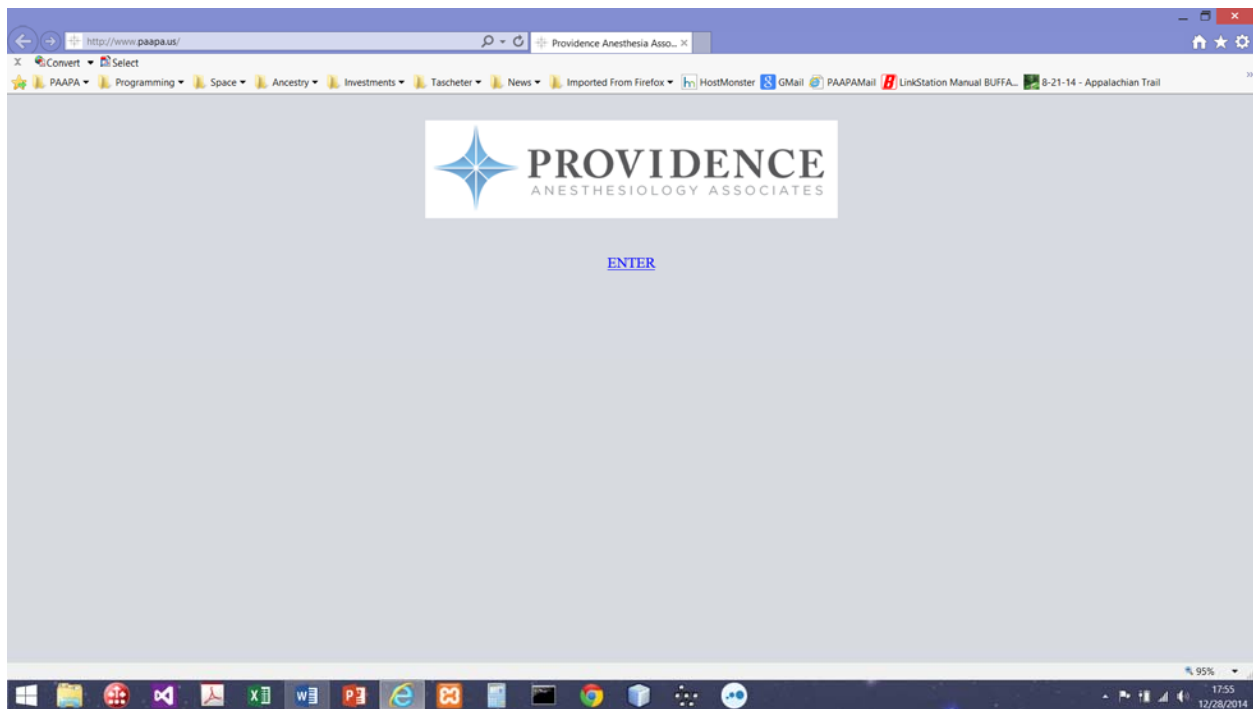 http://www.paapa.us/
Providence Anesthesia Asso...
x Convert Select
PAAPA Programming Space Ancestry Investments Tascheter News Imported From Firefox HostMonster GMail PAAPAMail LinkStation Manual BUFFA... 8-21-14 - Appalachian Trail
PROVIDENCE
ANESTHESIOLOGY ASSOCIATES
ENTER
95%
17:55
12/28/2014